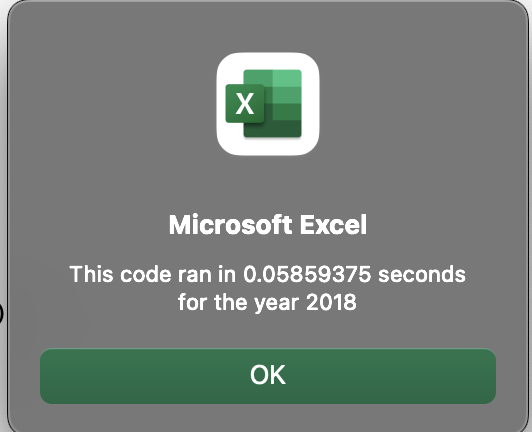 X
Microsoft Excel
This code ran in 0.05859375 seconds
for the year 2018
OK